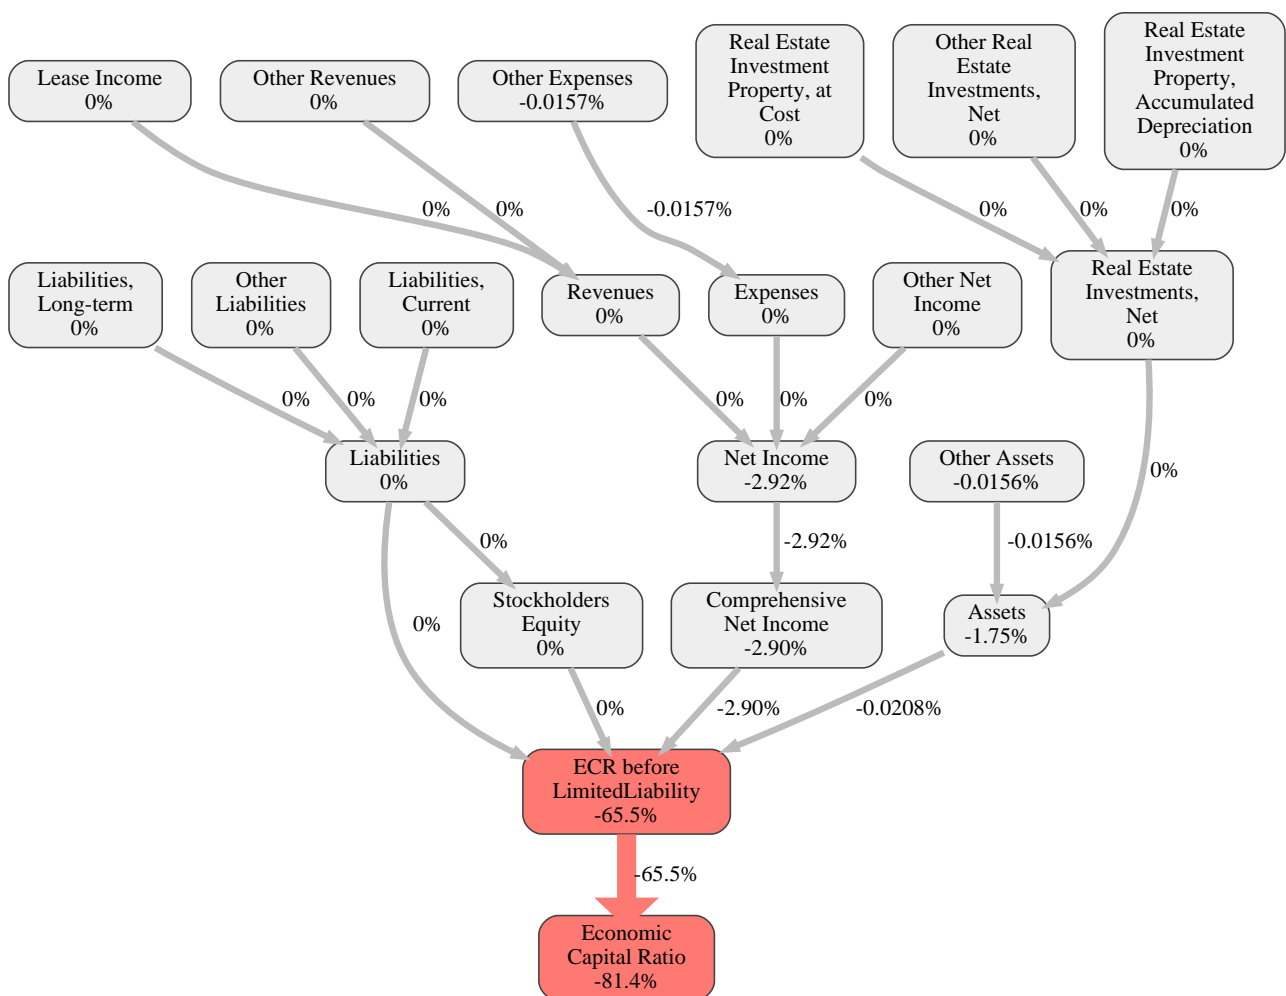 Lease Income
0%
Other Revenues
0%
Other Expenses
-0.0157%
Real Estate
Investment
Property, at
Cost
0%
Other Real
Estate
Investments,
Net
0%
Real Estate
Investment
Property,
Accumulated
Depreciation
0%
0%
0%
-0.0157%
0%
0%
0%
Liabilities,
Long-term
0%
Other
Liabilities
0%
Liabilities,
Current
0%
Revenues
0%
Expenses
0%
Other Net
Income
0%
Real Estate
Investments,
Net
0%
0%
0%
0%
0%
0%
0%
0%
Liabilities
0%
Net Income
-2.92%
Other Assets
-0.0156%
0%
-2.92%
-0.0156%
0%
Stockholders
Equity
0%
Comprehensive
Net Income
-2.90%
Assets
-1.75%
0%
-2.90%
-0.0208%
ECR before
LimitedLiability
-65.5%
-65.5%
Economic
Capital Ratio
-81.4%